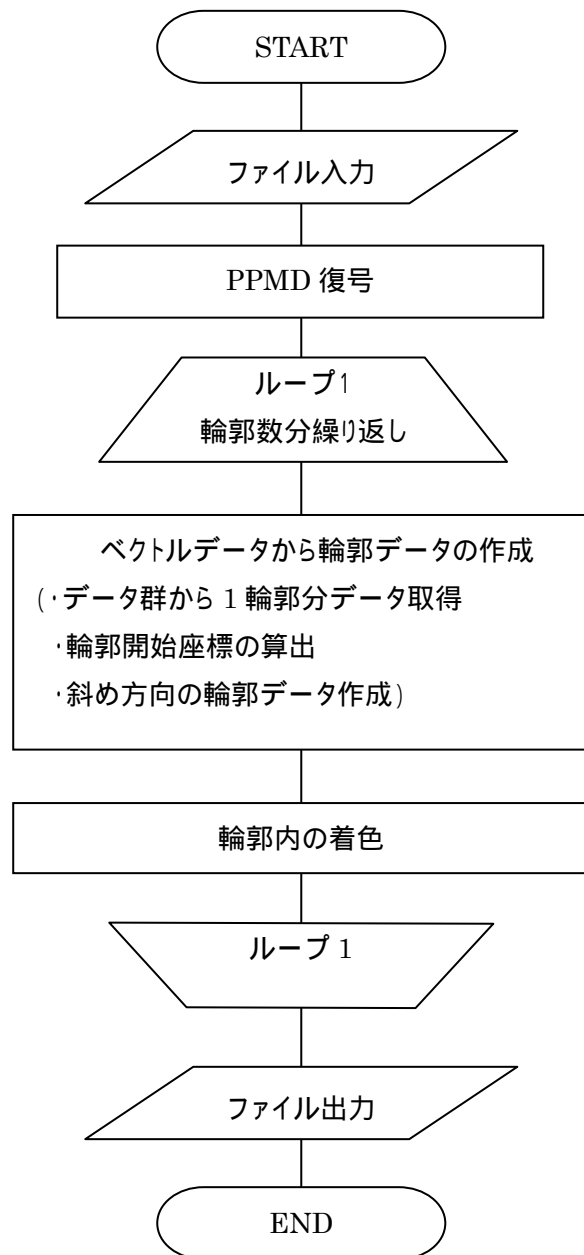 START
ファイル入力
PPMD 復号
ループ1
輪郭数分繰り返し
ベクトルデータから輪郭データの作成
(・データ群から 1 輪郭分データ取得
・輪郭開始座標の算出
・斜め方向の輪郭データ作成)
輪郭内の着色
ループ 1
ファイル出力
END